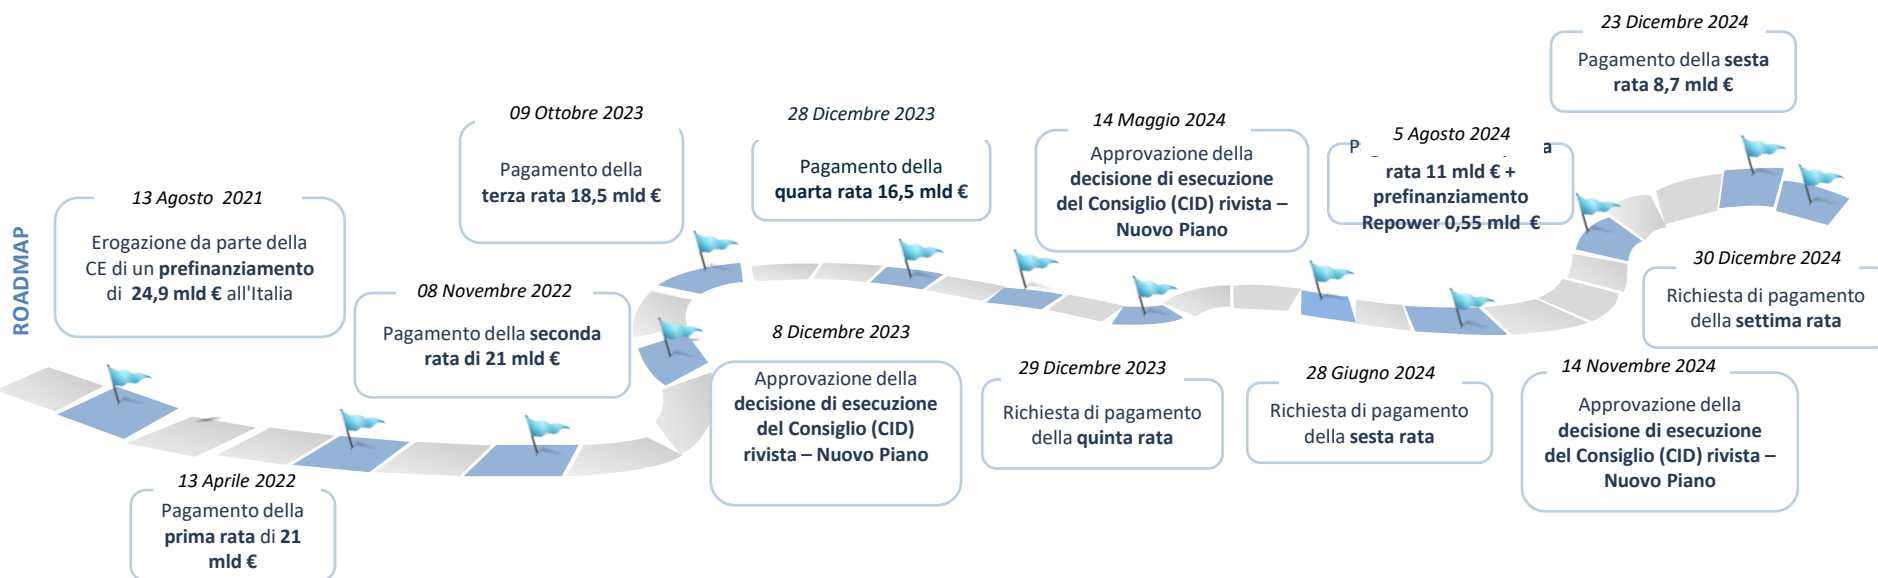 ROADMAP
13 Agosto 2021
Erogazione da parte della
CE di un prefinanziamento
di 24,9 mld € all'Italia
13 Aprile 2022
Pagamento della
prima rata di 21
mld €
08 Novembre 2022
Pagamento della seconda
rata di 21 mld €
09 Ottobre 2023
Pagamento della
terza rata 18,5 mld €
8 Dicembre 2023
Approvazione della
decisione di esecuzione
del Consiglio (CID)
rivista – Nuovo Piano
28 Dicembre 2023
Pagamento della
quarta rata 16,5 mld €
29 Dicembre 2023
Richiesta di pagamento
della quinta rata
14 Maggio 2024
Approvazione della
decisione di esecuzione
del Consiglio (CID) rivista –
Nuovo Piano
28 Giugno 2024
Richiesta di pagamento
della sesta rata
5 Agosto 2024
rata 11 mld € +
prefinanziamento
Repower 0,55 mld €
14 Novembre 2024
Approvazione della
decisione di esecuzione
del Consiglio (CID) rivista –
Nuovo Piano
23 Dicembre 2024
Pagamento della sesta
rata 8,7 mld €
30 Dicembre 2024
Richiesta di pagamento
della settima rata